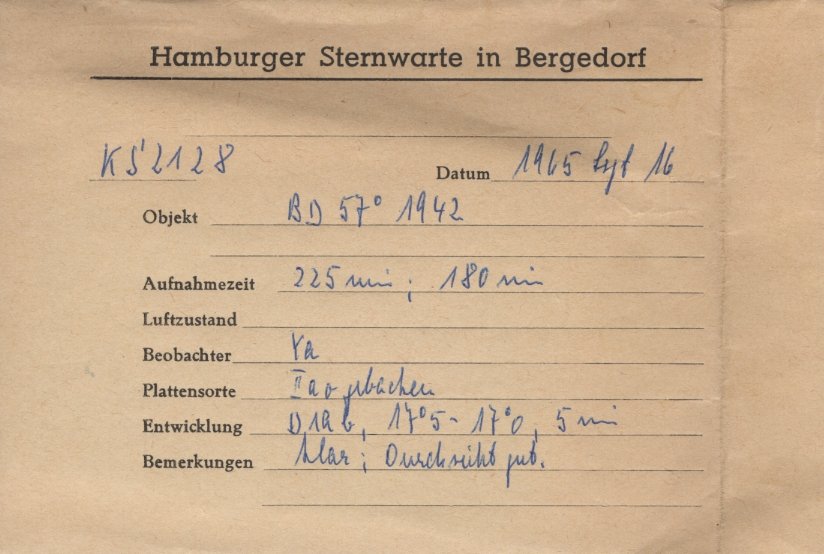 Hamburger Sternwarte in Bergedorf
KS 2128 Datum 1965 Sept 16
Objekt BD 57° 1942
Aufnahmezeit 225 min; 180 min
Luftzustand
Beobachter
Plattensorte IIa o gebacken
Entwicklung D19b, 17°5 - 17°0, 5 min
Bemerkungen klar; Durchsicht gut.